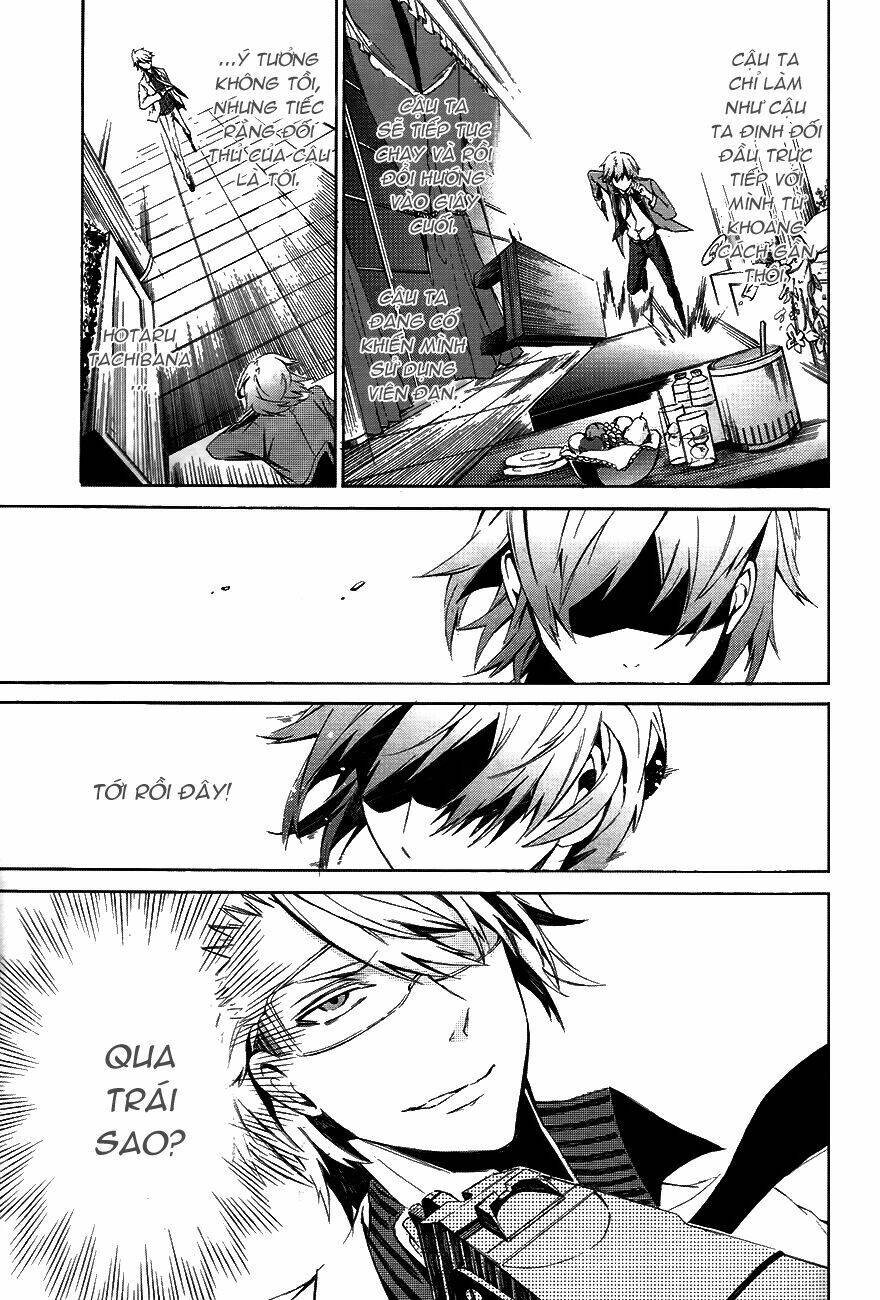 CẬU TA
CHỈ LÀM
NHƯ CẬU
TA ĐỊNH ĐỐI
ĐẦU TRỰC
TIẾP VỚI
MÌNH TỪ
KHOẢNG
CÁCH GẦN
THÔI
CẬU TA
SẼ TIẾP TỤC
CHẠY VÀ RỒI
ĐỔI HƯỚNG
VÀO GIÂY
CUỐI.
CẬU TA
ĐANG CỐ
KHIẾN MÌNH
SỬ DỤNG
VIÊN ĐẠN.
...Ý TƯỞNG
KHÔNG TỒI,
NHƯNG TIẾC
RẰNG ĐỐI
THỦ CỦA CẬU
LÀ TÔI.
HOTARU
TACHIBANA
...
TỚI RỒI ĐÂY!
QUA
TRÁI
SAO?